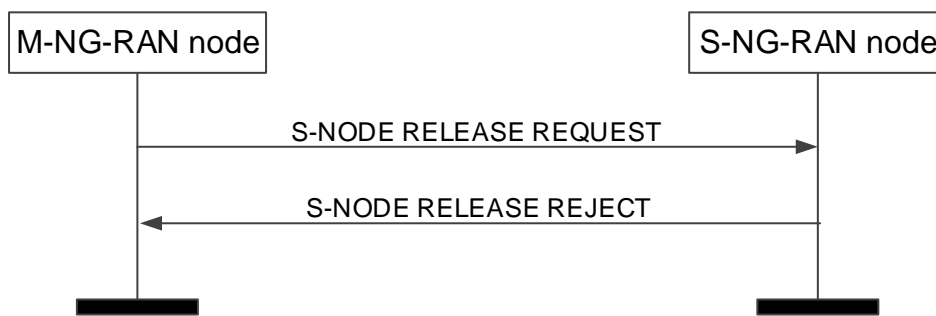 M-NG-RAN node
S-NG-RAN node
S-NODE RELEASE REQUEST
S-NODE RELEASE REJECT